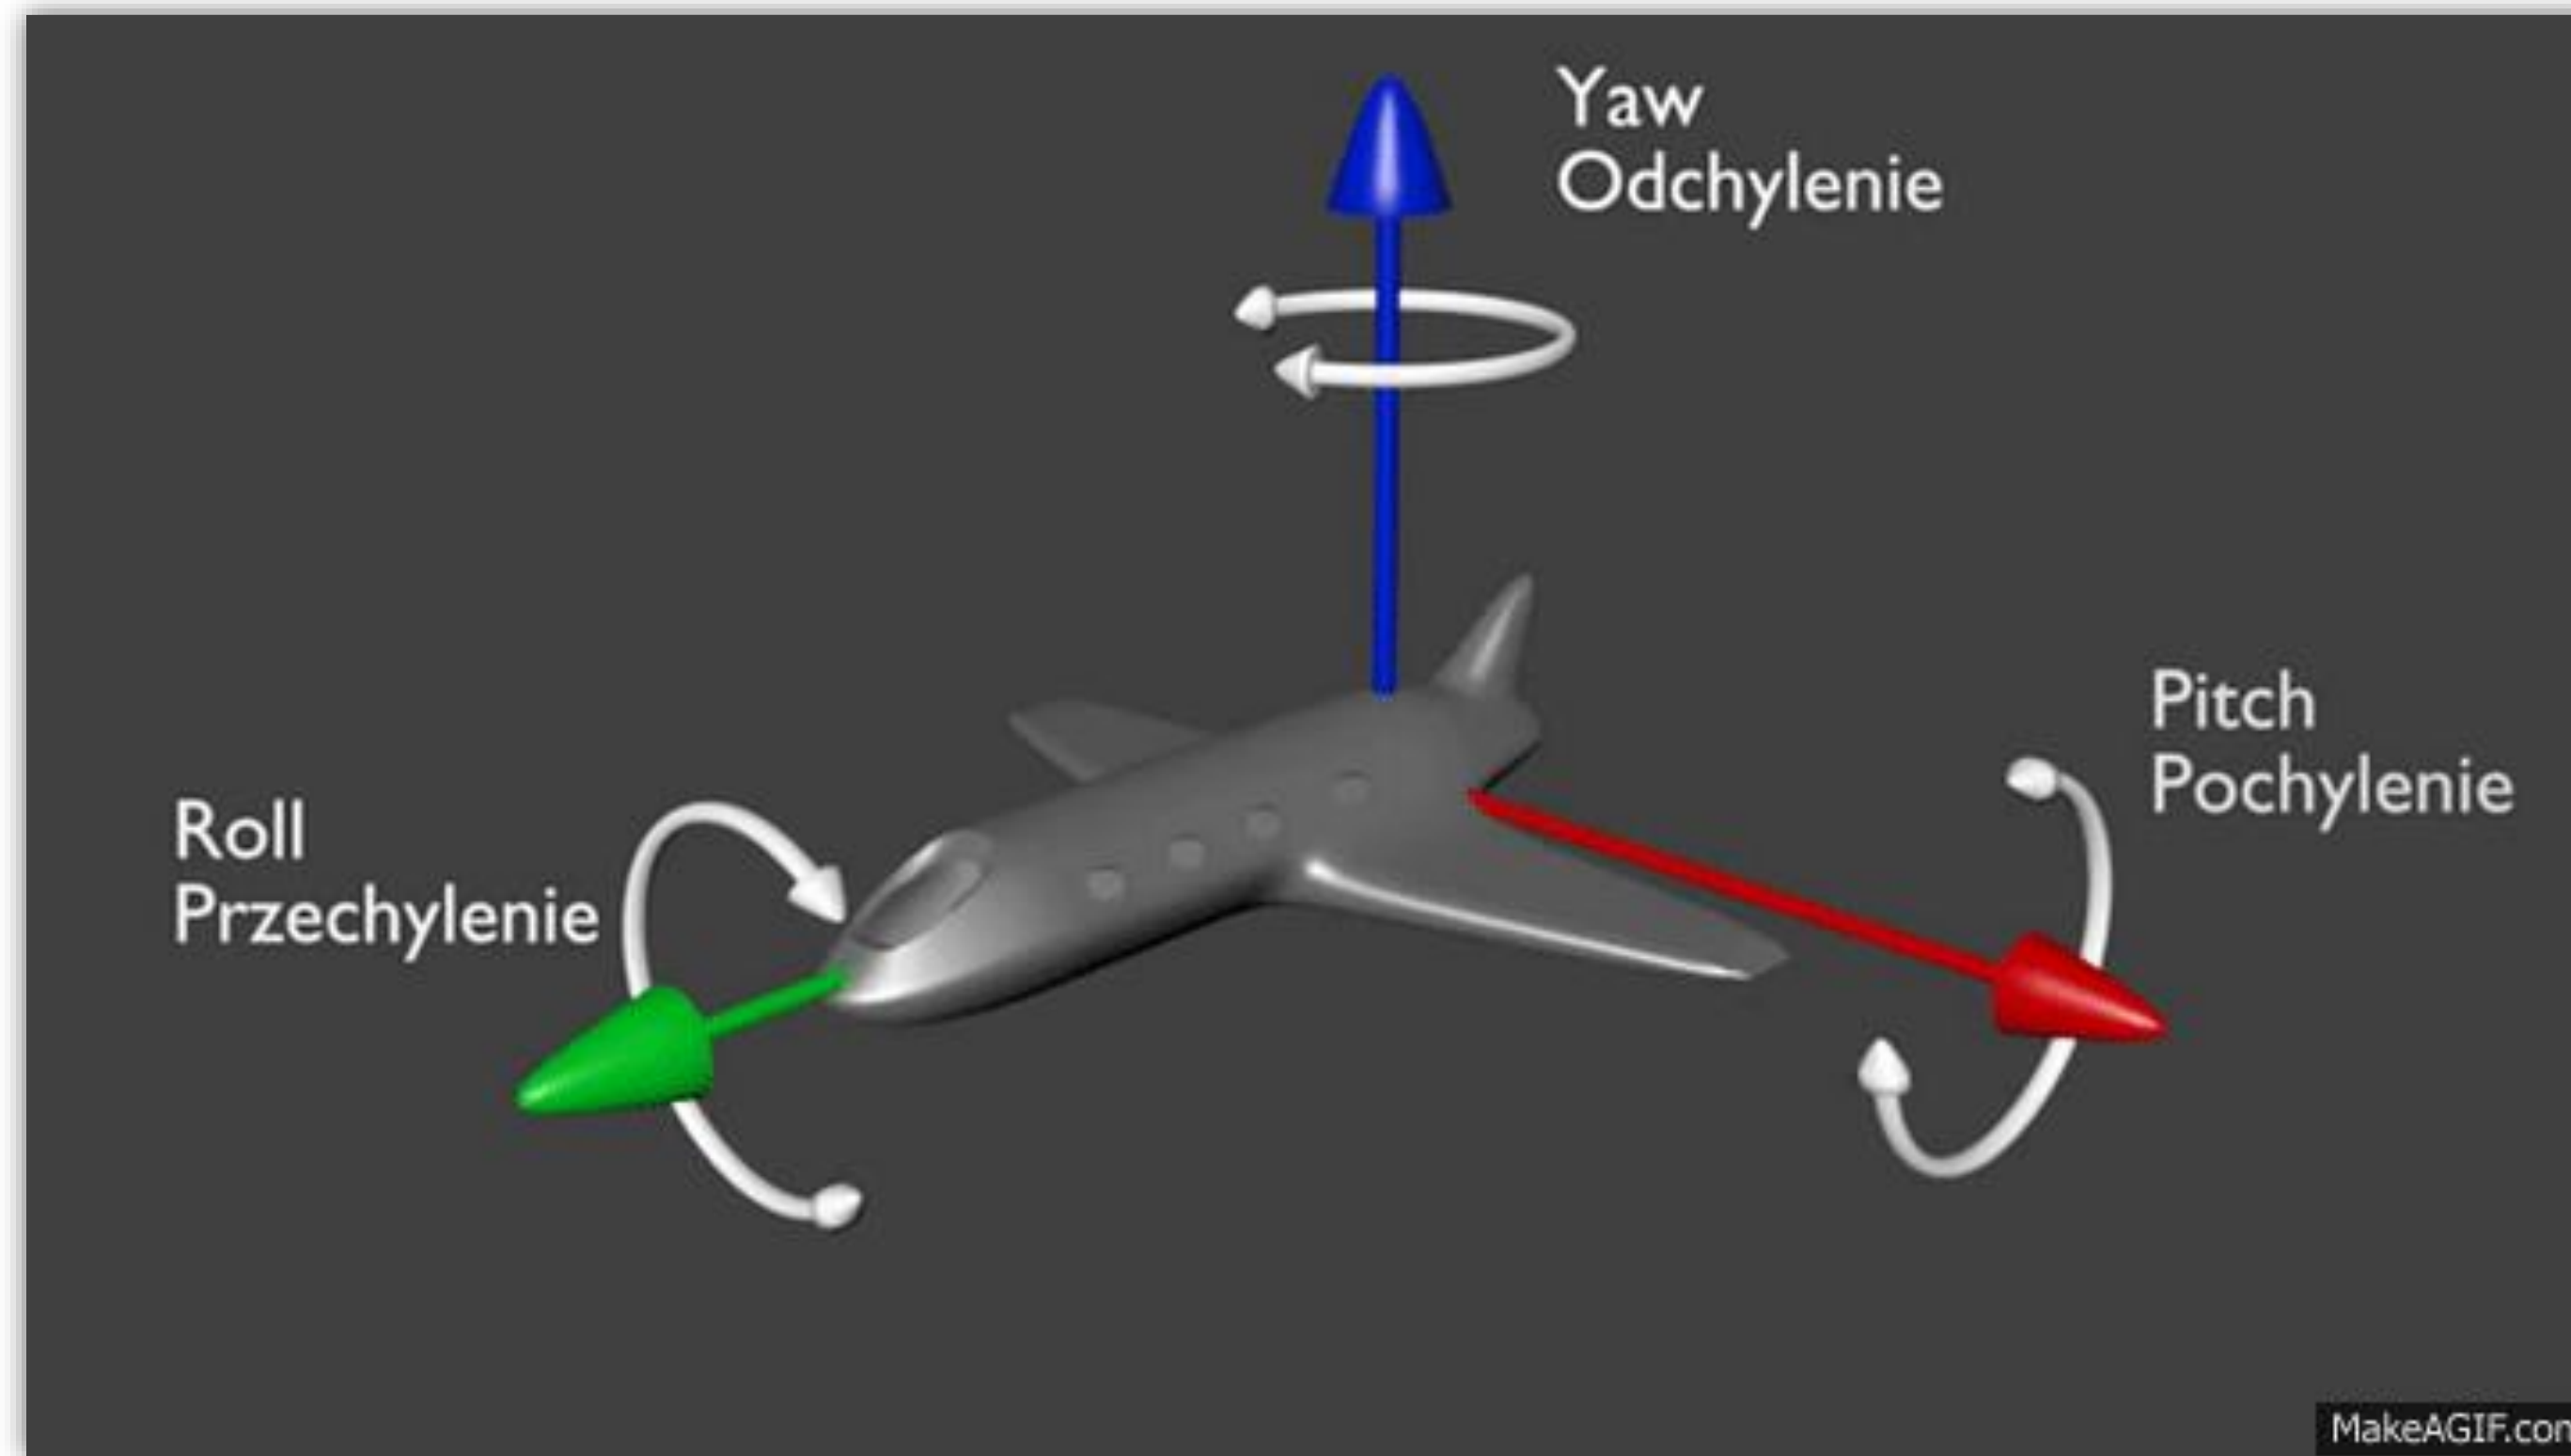 Yaw
Odchylenie
Pitch
Pochylenie
Roll
Przechylenie
MakeAGIF.com